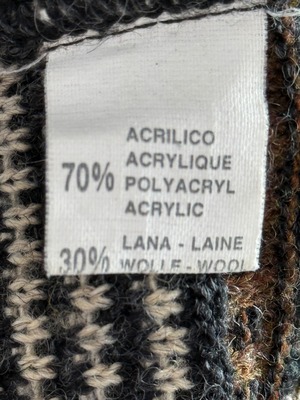 ACRILICO
ACRYLIQUE
70% POLYACRYL
ACRYLIC
30% LANA - LAINE
WOLLE - WOOL